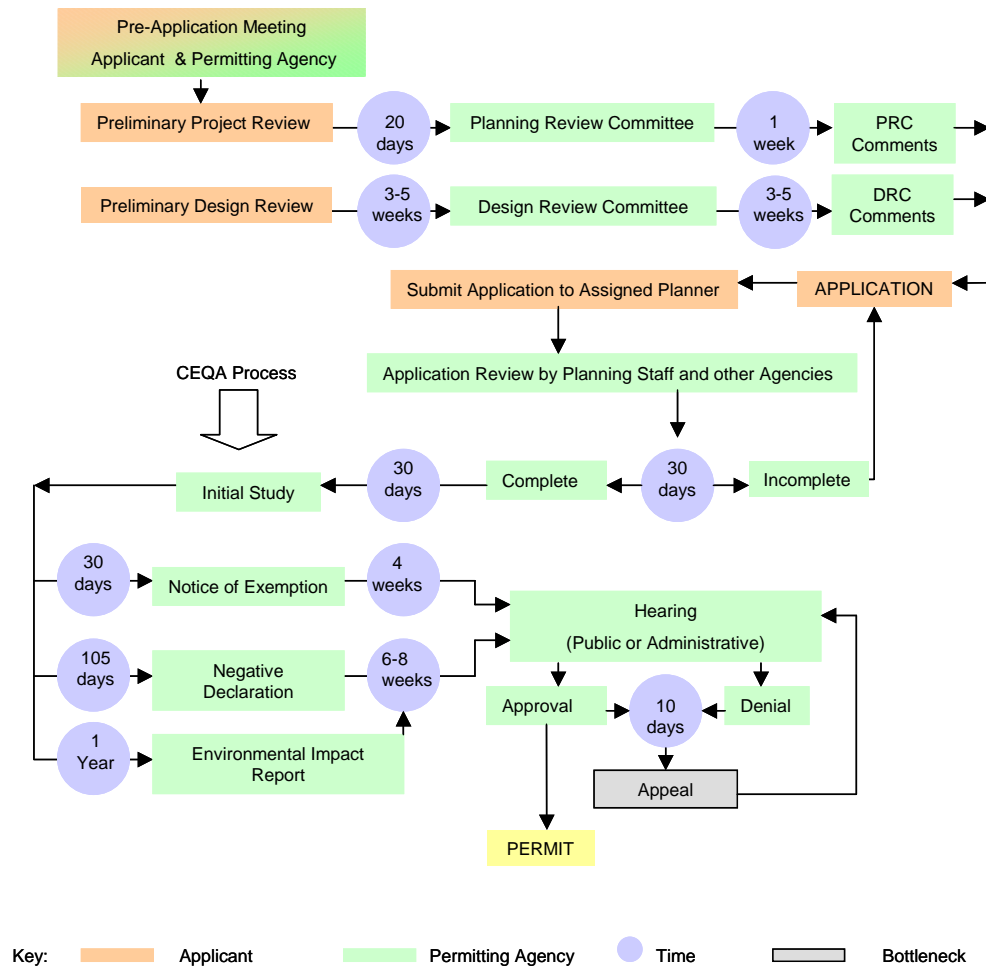 Pre-Application Meeting
Applicant & Permitting Agency
Preliminary Project Review
20
days
Planning Review Committee
1
week
PRC
Comments
Preliminary Design Review
3-5
weeks
Design Review Committee
3-5
weeks
DRC
Comments
Submit Application to Assigned Planner
APPLICATION
Application Review by Planning Staff and other Agencies
CEQA Process
Initial Study
30
days
Complete
30
days
Incomplete
30
days
Notice of Exemption
4
weeks
Hearing
(Public or Administrative)
105
days
Negative
Declaration
6-8
weeks
Approval
10
days
Denial
1
Year
Environmental Impact
Report
Appeal
PERMIT
Key:
Applicant
Permitting Agency
Time
Bottleneck